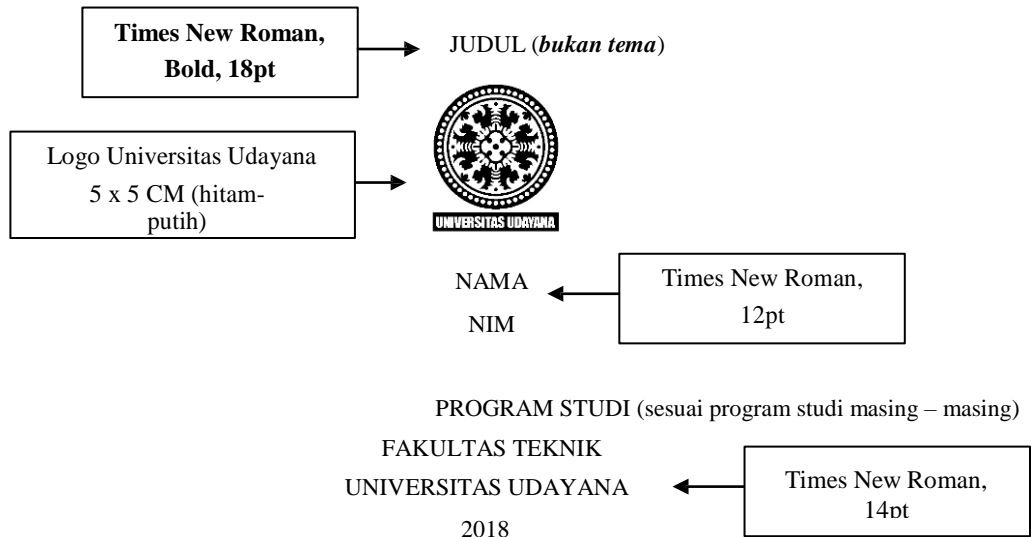 Times New Roman,
Bold, 18pt
JUDUL (bukan tema)
Logo Universitas Udayana
5 x 5 CM (hitam-
putih)
UNIVERSITAS UDAYANA
NAMA
NIM
Times New Roman,
12pt
PROGRAM STUDI (sesuai program studi masing – masing)
FAKULTAS TEKNIK
UNIVERSITAS UDAYANA
2018
Times New Roman,
14pt